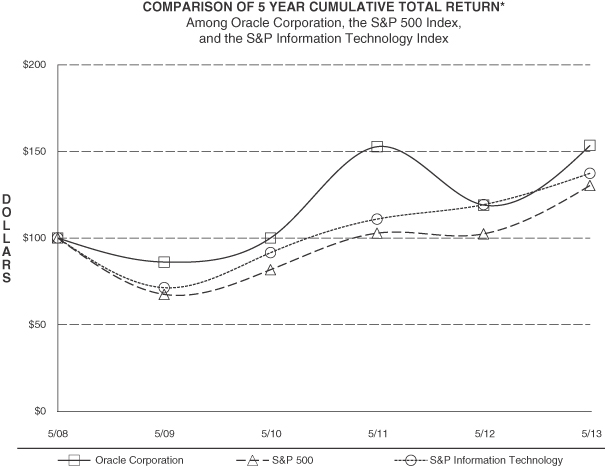 COMPARISON OF 5 YEAR CUMULATIVE TOTAL RETURN*
Among Oracle Corporation, the S&P 500 Index,
and the S&P Information Technology Index
$200
$150
$100
$50
$0
DOLLARS
5/08 5/09 5/10 5/11 5/12 5/13
Oracle Corporation S&P 500 S&P Information Technology